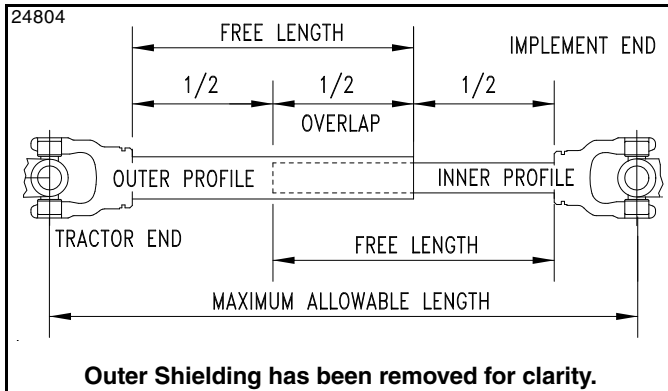 24804
FREE LENGTH
IMPLEMENT END
1/2
1/2
1/2
OVERLAP
OUTER PROFILE
INNER PROFILE
TRACTOR END
FREE LENGTH
MAXIMUM ALLOWABLE LENGTH
Outer Shielding has been removed for clarity.